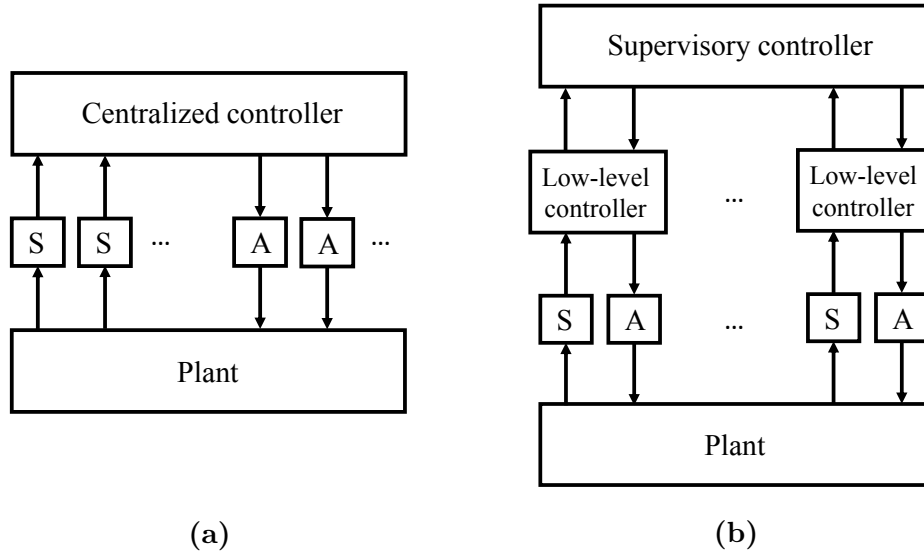 Centralized controller
S S ... A A ...
Plant
(a)
Supervisory controller
Low-level
controller
...
Low-level
controller
S A ... S A
Plant
(b)